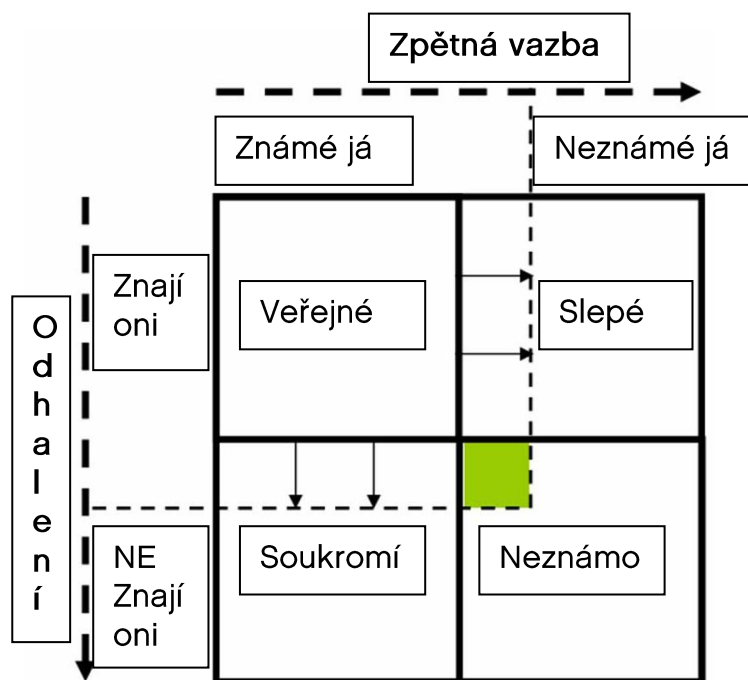 Zpětná vazba
Známé já
Neznámé já
Znají
oni
Veřejné
Slepé
O
d
h
a
l
e
n
í
NE
Znají
oni
Soukromí
Neznámo